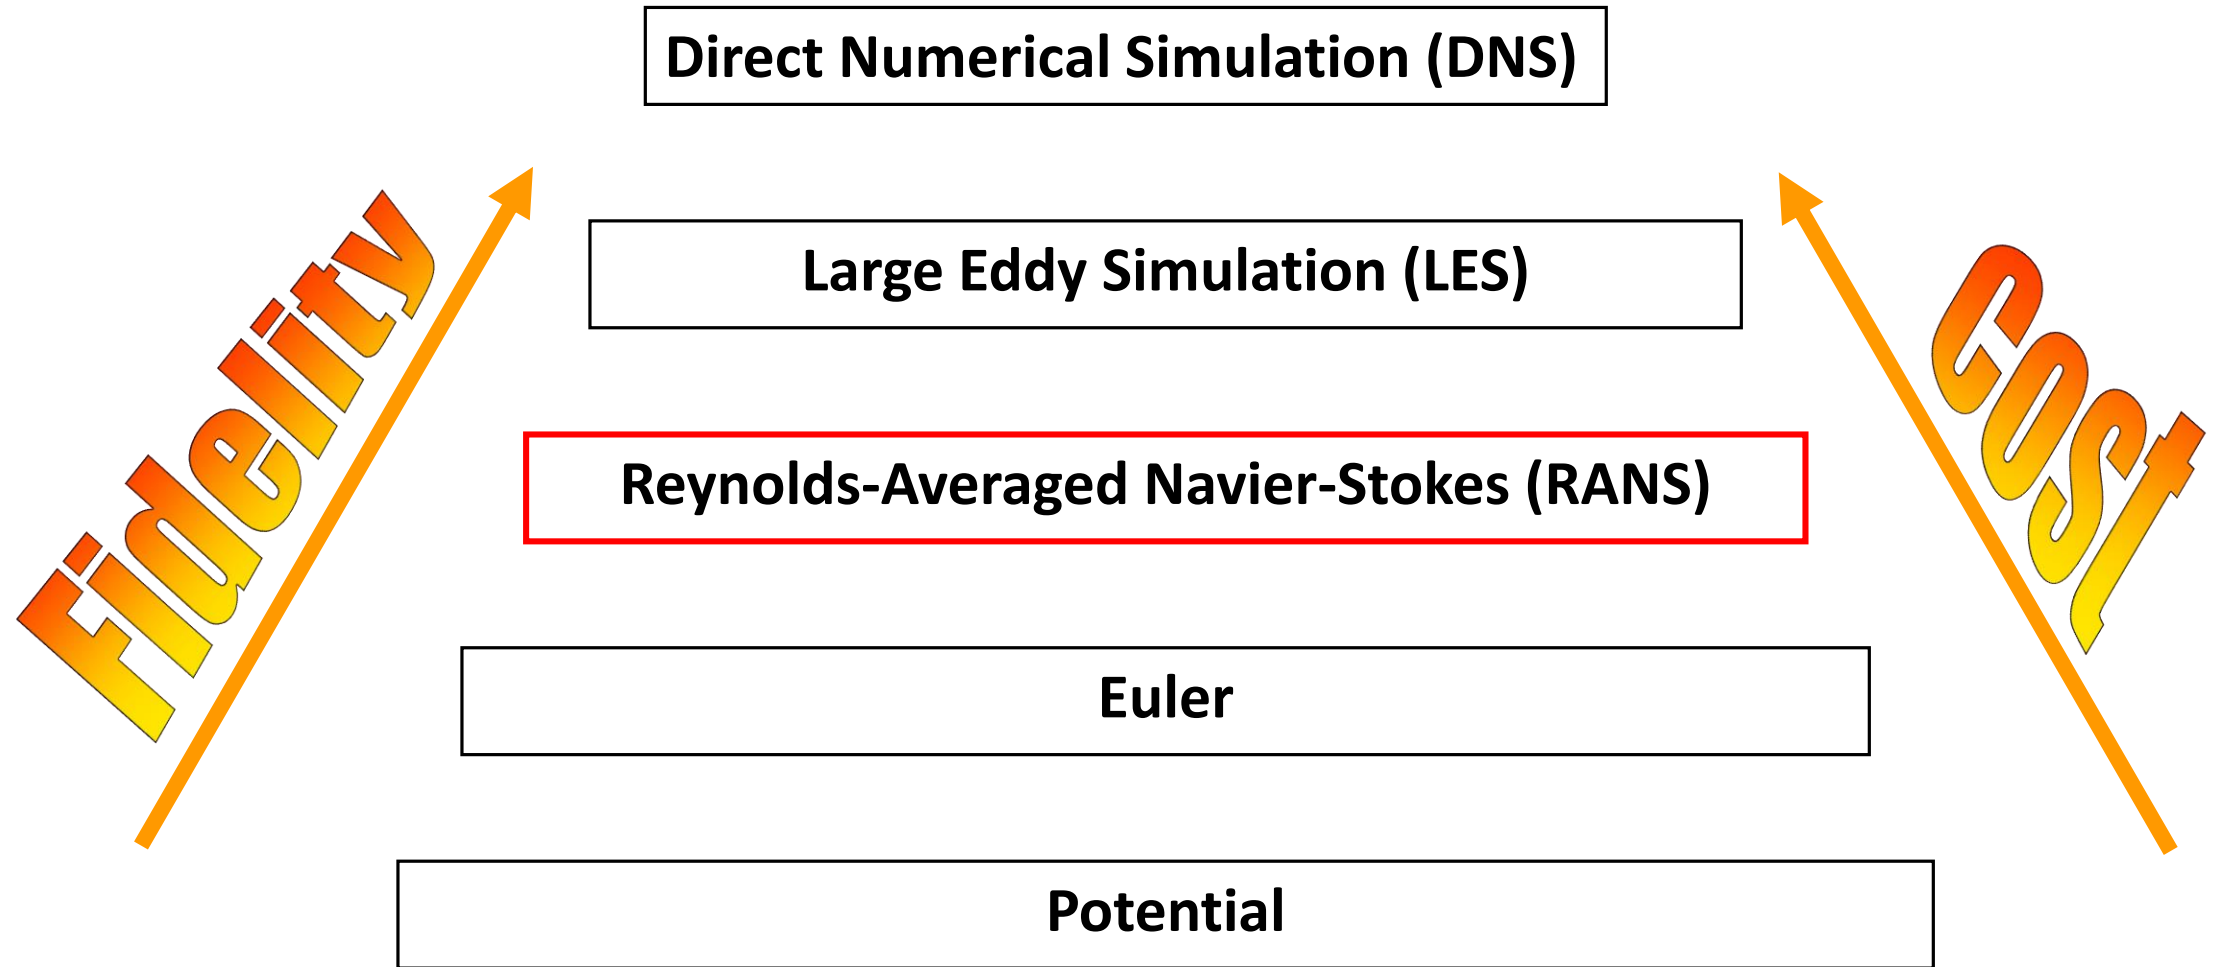 Direct Numerical Simulation (DNS)
Fidelity
Large Eddy Simulation (LES)
Cost
Reynolds-Averaged Navier-Stokes (RANS)
Euler
Potential